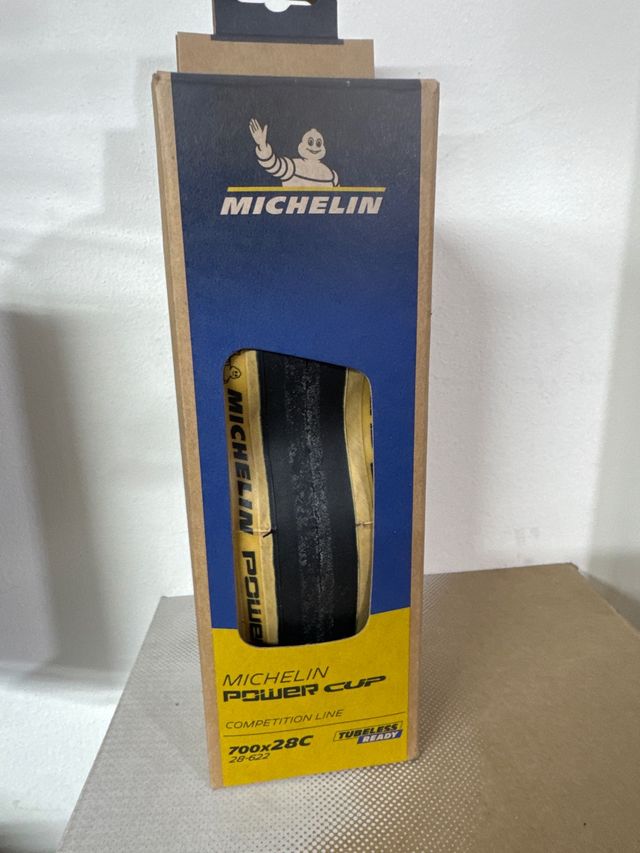 MICHELIN
MICHELIN POWE
MICHELIN
POWER CUP
COMPETITION LINE
700x28C
28-622
TUBELESS
READY